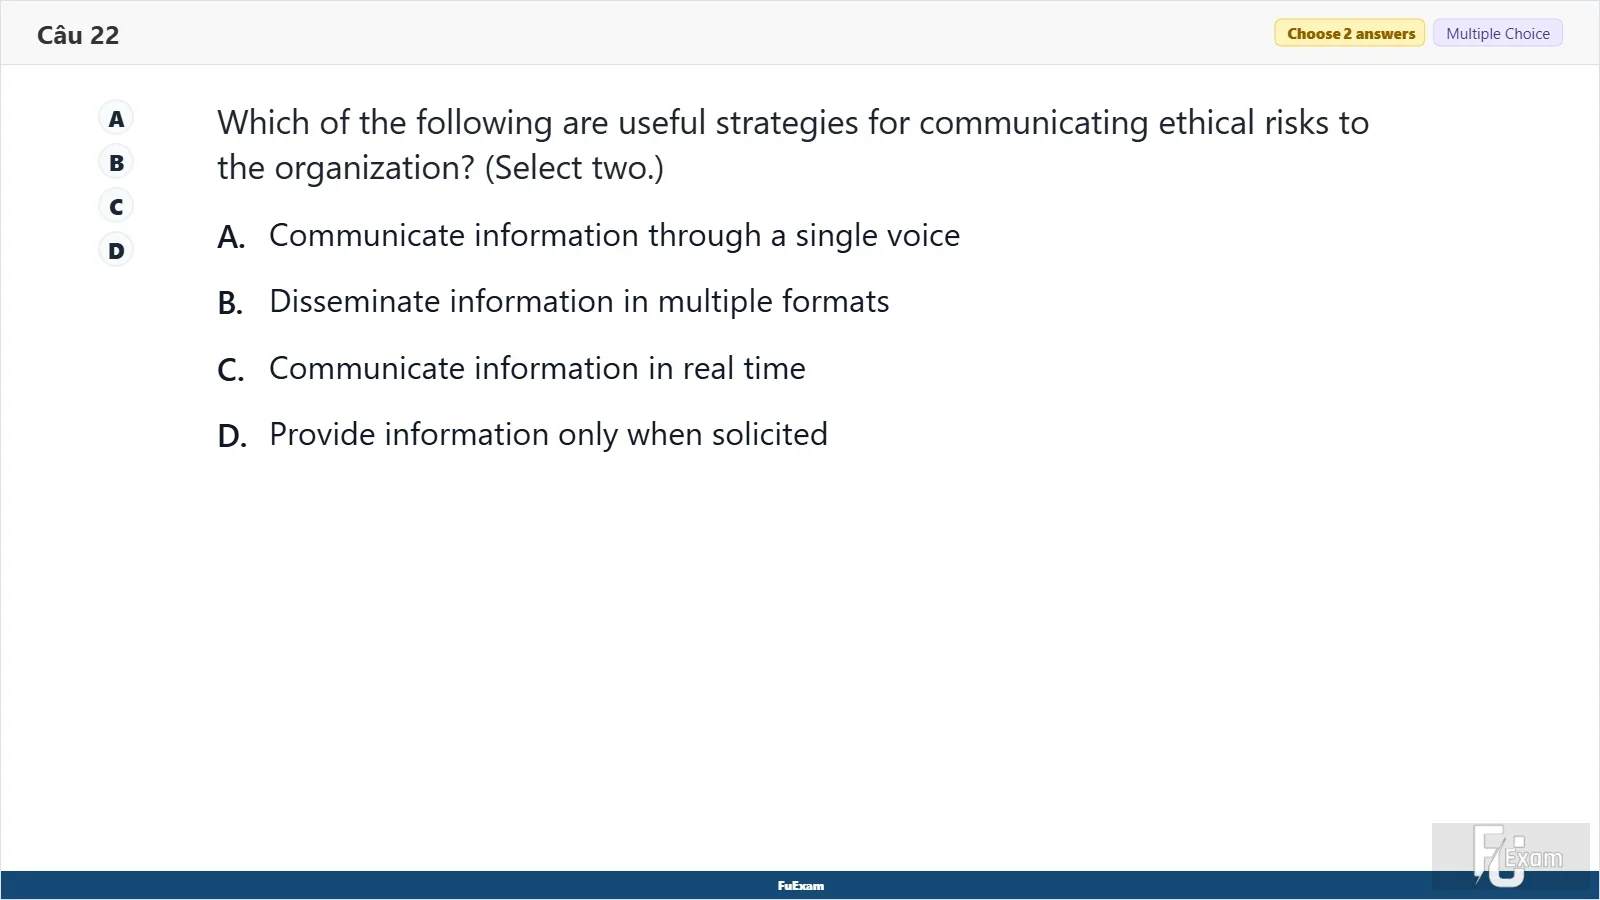 Câu 22
Choose 2 answers
Multiple Choice
A
B
C
D
Which of the following are useful strategies for communicating ethical risks to
the organization? (Select two.)
A. Communicate information through a single voice
B. Disseminate information in multiple formats
C. Communicate information in real time
D. Provide information only when solicited
FU Exam
FuExam